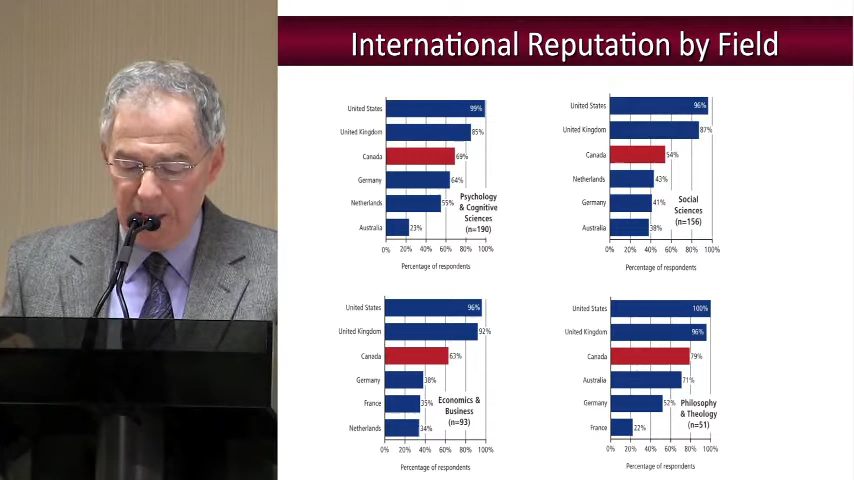 International Reputation by Field
United States
99%
United Kingdom
85%
Canada
69%
Germany
64%
Netherlands
55%
Australia
23%
Psychology
& Cognitive
Sciences
(n=190)
0% 20% 40% 60% 80% 100%
Percentage of respondents
United States
96%
United Kingdom
87%
Canada
54%
Netherlands
43%
Germany
41%
Australia
38%
Social
Sciences
(n=156)
0% 20% 40% 60% 80% 100%
Percentage of respondents
United States
96%
United Kingdom
92%
Canada
63%
Germany
38%
France
35%
Netherlands
34%
Economics &
Business
(n=93)
0% 20% 40% 60% 80% 100%
Percentage of respondents
United States
100%
United Kingdom
96%
Canada
79%
Australia
71%
Germany
52%
France
22%
Philosophy
& Theology
(n=51)
0% 20% 40% 60% 80% 100%
Percentage of respondents